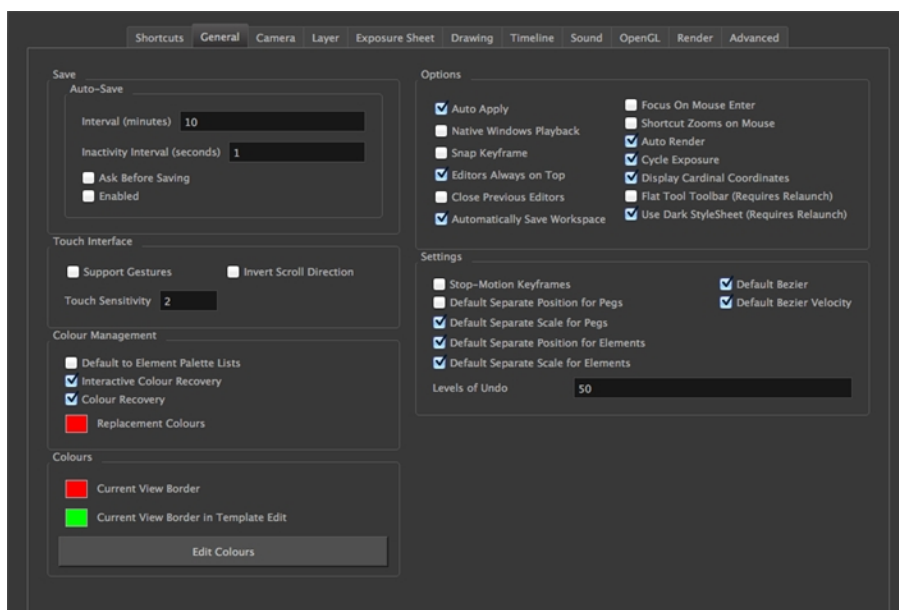 Shortcuts General Camera Layer Exposure Sheet Drawing Timeline Sound OpenGL Render Advanced
Save
Auto-Save
Interval (minutes) 10
Inactivity Interval (seconds) 1
Ask Before Saving
Enabled
Touch Interface
Support Gestures Invert Scroll Direction
Touch Sensitivity 2
Colour Management
Default to Element Palette Lists
Interactive Colour Recovery
Colour Recovery
Replacement Colours
Colours
Current View Border
Current View Border in Template Edit
Edit Colours
Options
Auto Apply
Native Windows Playback
Snap Keyframe
Editors Always on Top
Close Previous Editors
Automatically Save Workspace
Focus On Mouse Enter
Shortcut Zooms on Mouse
Auto Render
Cycle Exposure
Display Cardinal Coordinates
Flat Tool Toolbar (Requires Relaunch)
Use Dark StyleSheet (Requires Relaunch)
Settings
Stop-Motion Keyframes
Default Separate Position for Pegs
Default Separate Scale for Pegs
Default Separate Position for Elements
Default Separate Scale for Elements
Default Bezier
Default Bezier Velocity
Levels of Undo 50